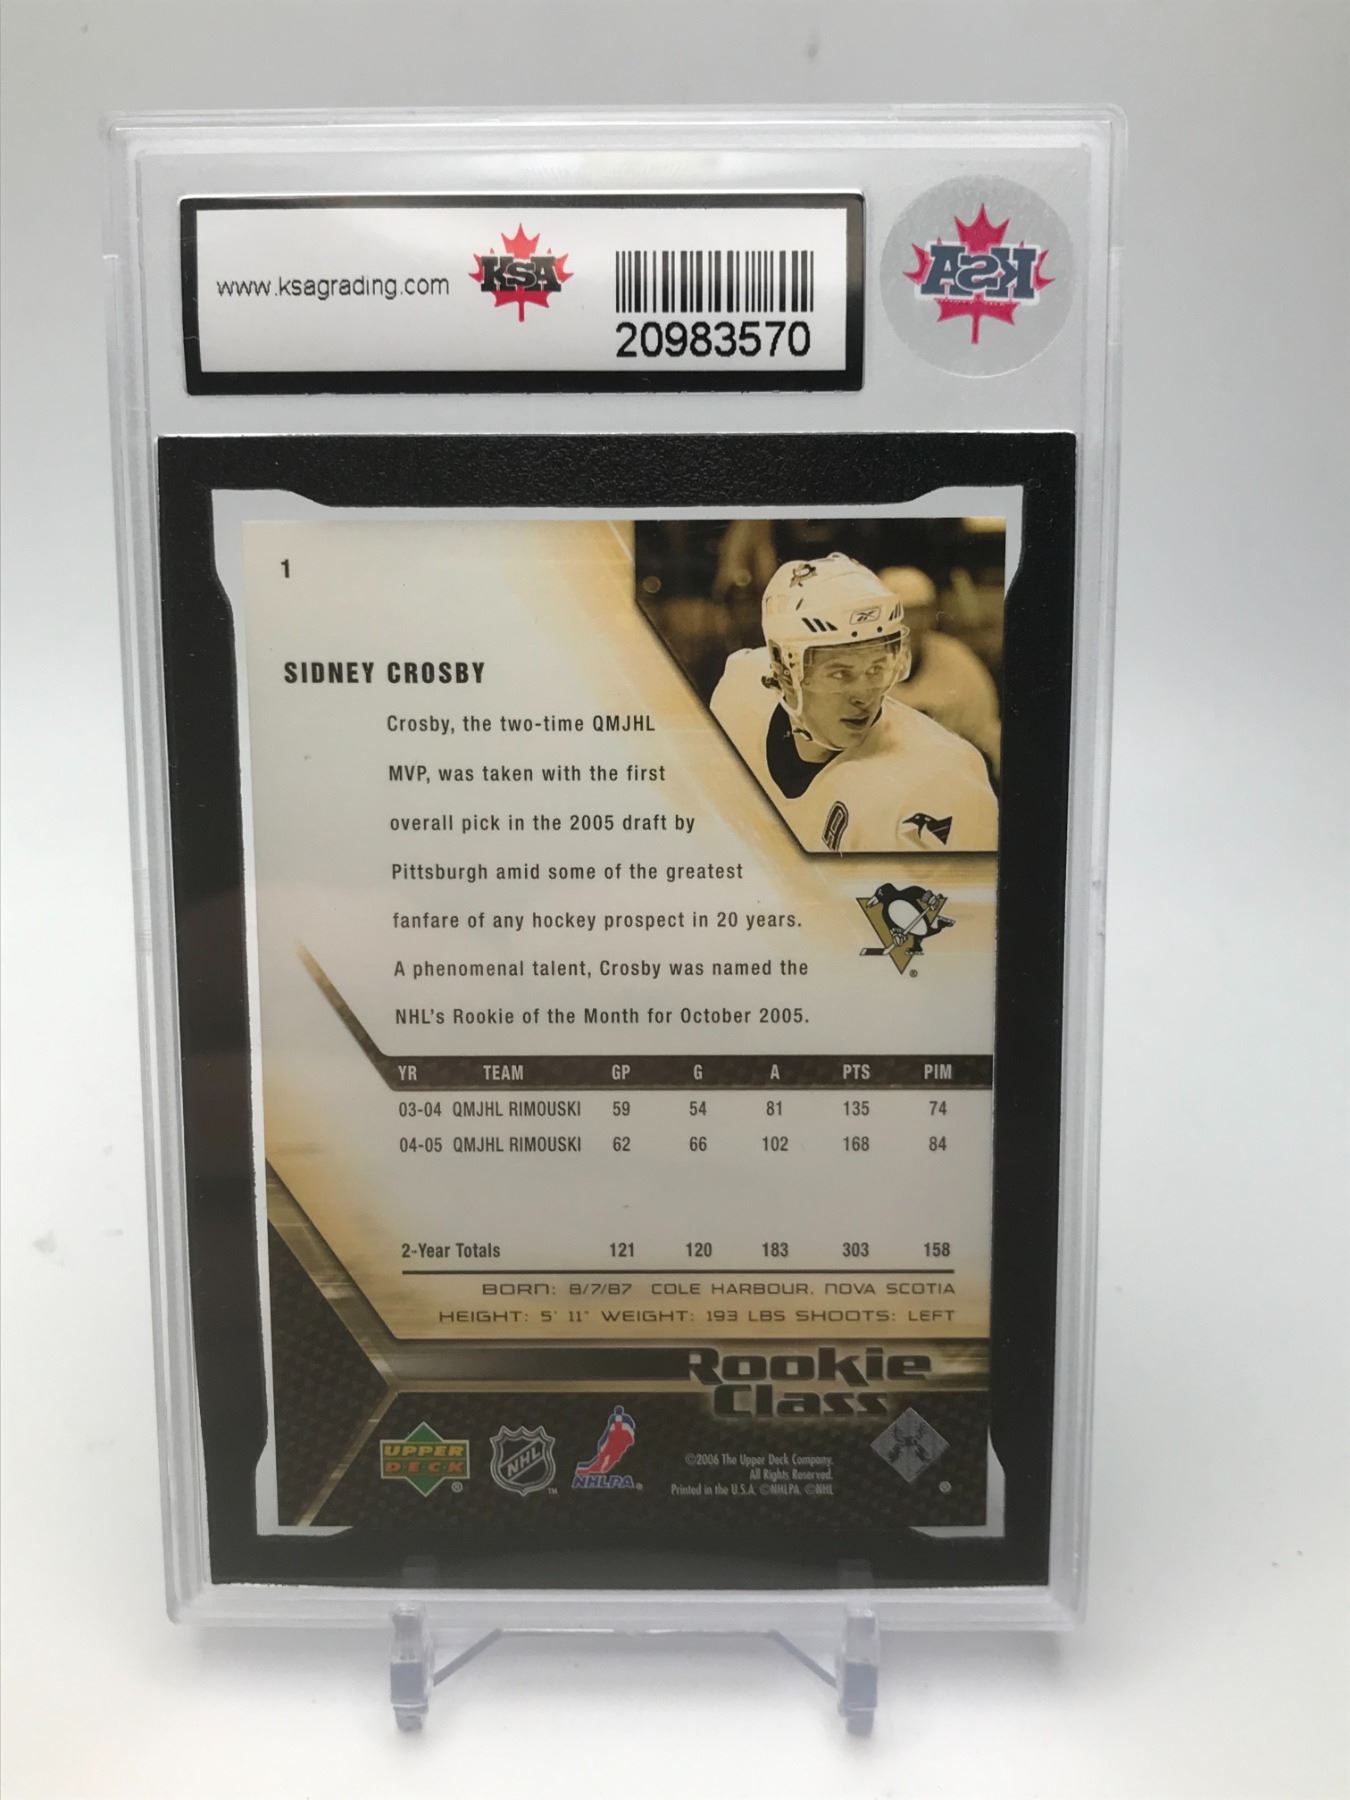 www.ksagrading.com
KSA
20983570
KSA
1
SIDNEY CROSBY
Crosby, the two-time QMJHL
MVP, was taken with the first
overall pick in the 2005 draft by
Pittsburgh amid some of the greatest
fanfare of any hockey prospect in 20 years.
A phenomenal talent, Crosby was named the
NHL's Rookie of the Month for October 2005.
YR TEAM GP G A PTS PIM
03-04 QMJHL RIMOUSKI 59 54 81 135 74
04-05 QMJHL RIMOUSKI 62 66 102 168 84
2-Year Totals 121 120 183 303 158
BORN: 8/7/87 COLE HARBOUR, NOVA SCOTIA
HEIGHT: 5' 11" WEIGHT: 193 LBS SHOOTS: LEFT
Rookie
Class
UPPER
DECK®
NHL™
NHLPA®
©2006 The Upper Deck Company.
All Rights Reserved.
Printed in the U.S.A. ©NHLPA ©NHL